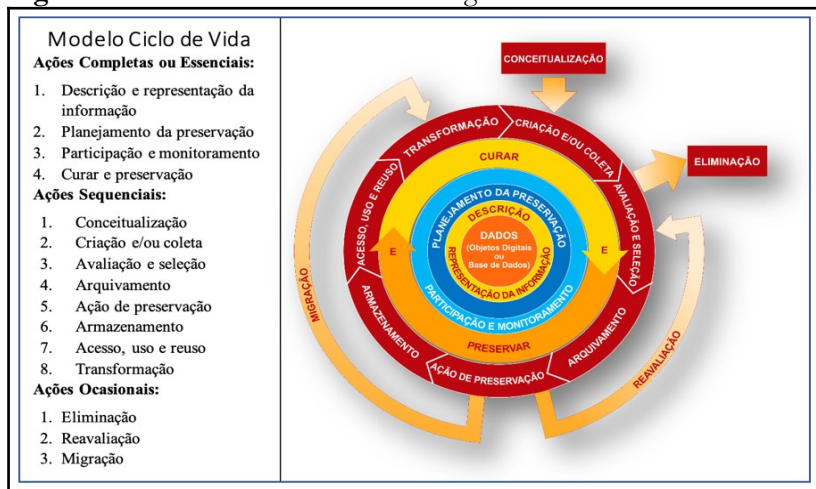 Modelo Ciclo de Vida
Ações Completas ou Essenciais:
1. Descrição e representação da
informação
2. Planejamento da preservação
3. Participação e monitoramento
4. Curar e preservação
Ações Sequenciais:
1. Conceitualização
2. Criação e/ou coleta
3. Avaliação e seleção
4. Arquivamento
5. Ação de preservação
6. Armazenamento
7. Acesso, uso e reuso
8. Transformação
Ações Ocasionais:
1. Eliminação
2. Reavaliação
3. Migração
CONCEITUALIZAÇÃO
ELIMINAÇÃO
TRANSFORMAÇÃO
CRIAÇÃO E/OU COLETA
AVALIAÇÃO E SELEÇÃO
ARQUIVAMENTO
AÇÃO DE PRESERVAÇÃO
ARMAZENAMENTO
ACESSO, USO E REUSO
CURAR
E
PRESERVAR
E
PLANEJAMENTO DA PRESERVAÇÃO
PARTICIPAÇÃO E MONITORAMENTO
DESCRIÇÃO
E
REPRESENTAÇÃO DA INFORMAÇÃO
DADOS
(Objetos Digitais
ou
Base de Dados)
MIGRAÇÃO
REAVALIAÇÃO